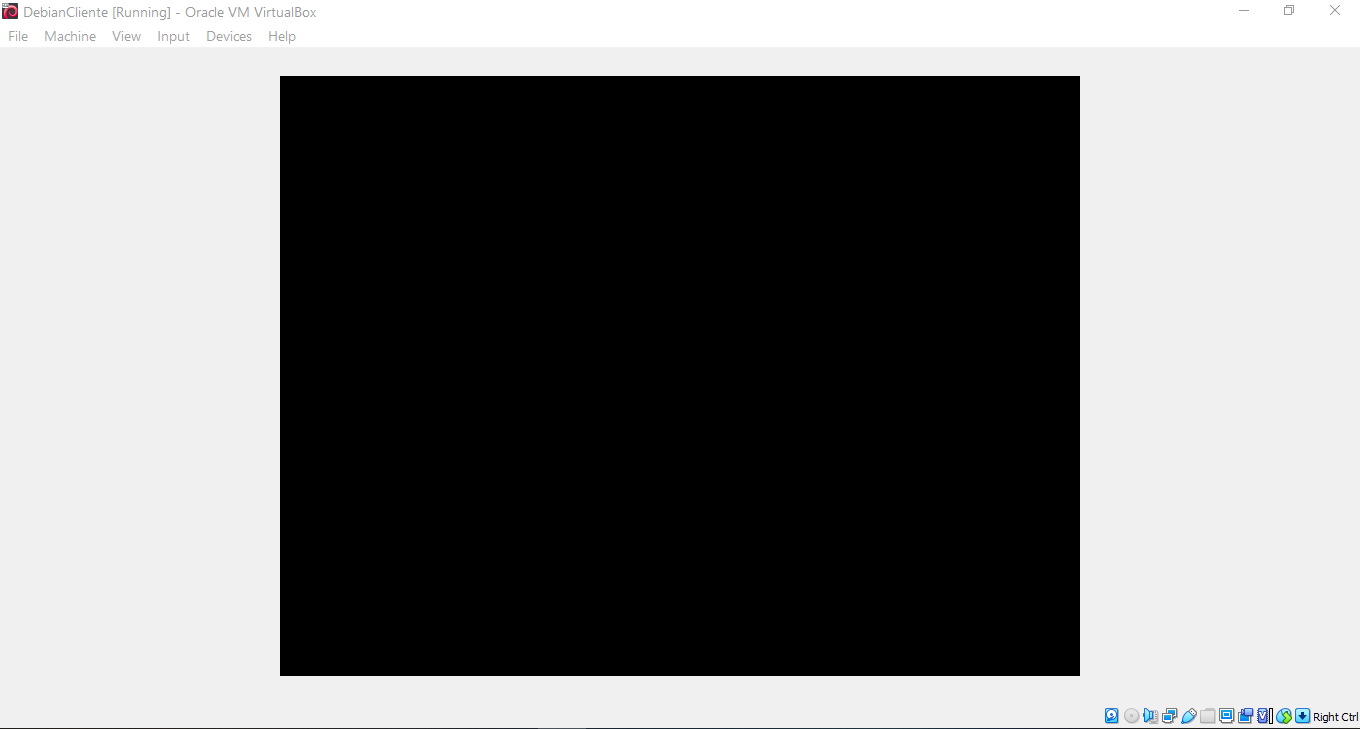 DebianCliente [Running] - Oracle VM VirtualBox
File Machine View Input Devices Help
Right Ctrl